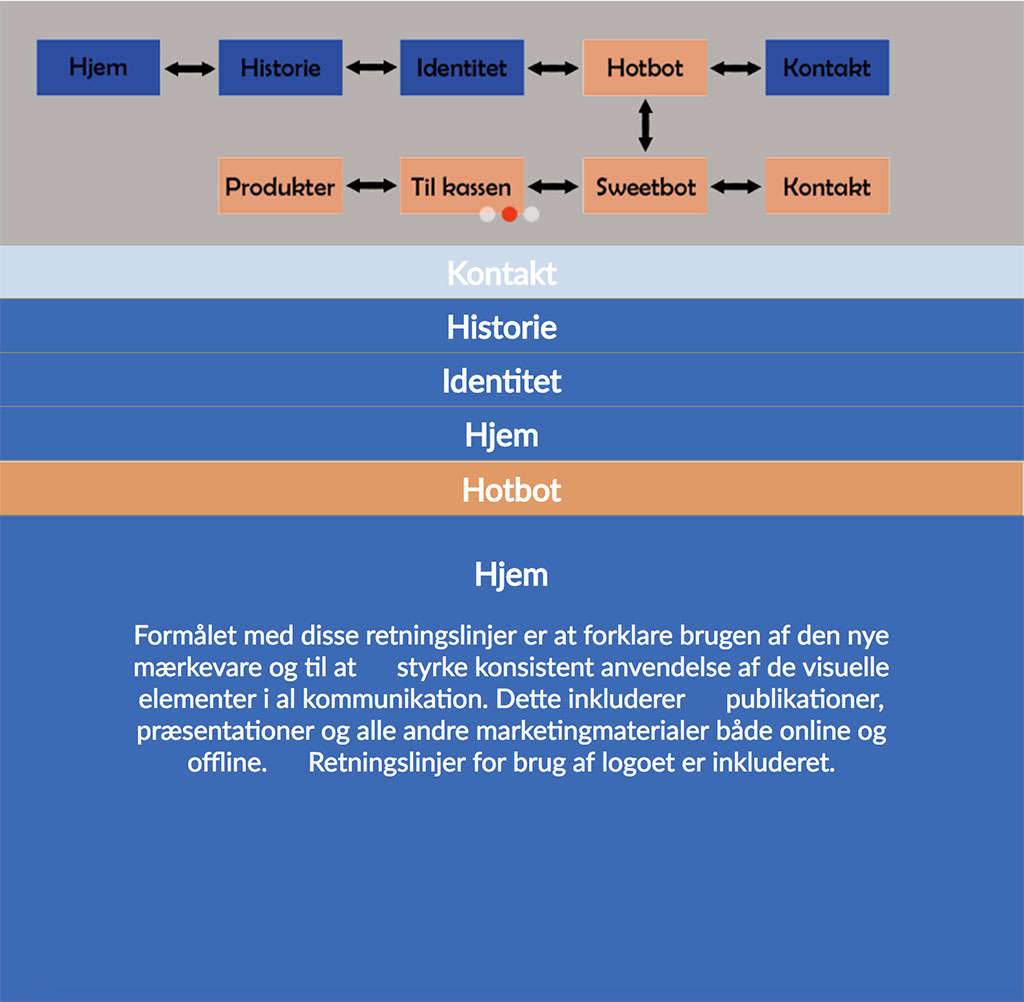 Hjem Historie Identitet Hotbot Kontakt
Produkter Til kassen Sweetbot Kontakt
Kontakt
Historie
Identitet
Hjem
Hotbot
Hjem
Formålet med disse retningslinjer er at forklare brugen af den nye
mærkevare og til at styrke konsistent anvendelse af de visuelle
elementer i al kommunikation. Dette inkluderer publikationer,
præsentationer og alle andre marketingmaterialer både online og
offline. Retningslinjer for brug af logoet er inkluderet.